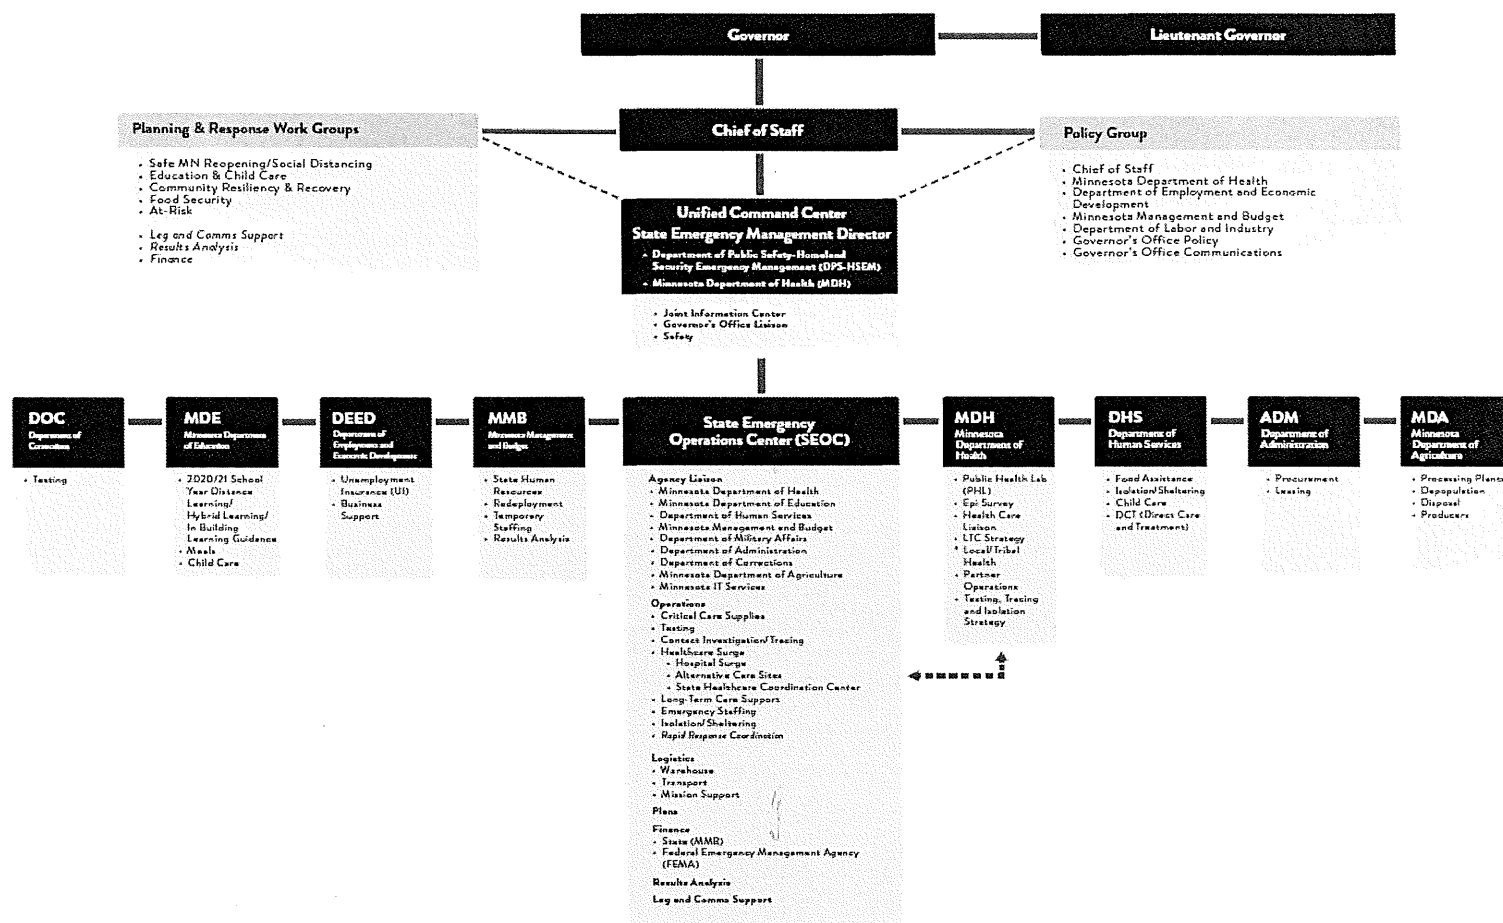 Governor
Lieutenant Governor
Planning & Response Work Groups
• Safe MN Reopening/Social Distancing
• Education & Child Care
• Community Resiliency & Recovery
• Food Security
• At-Risk
• Leg and Comms Support
• Results Analysis
• Finance
Chief of Staff
Policy Group
• Chief of Staff
• Minnesota Department of Health
• Department of Employment and Economic
Development
• Minnesota Management and Budget
• Department of Labor and Industry
• Governor's Office Policy
• Governor's Office Communications
Unified Command Center
State Emergency Management Director
• Department of Public Safety-Homeland
Security Emergency Management (DPS-HSEM)
• Minnesota Department of Health (MDH)
• Joint Information Center
• Governor's Office Liaison
• Safety
DOC
Department of
Corrections
• Testing
MDE
Minnesota Department
of Education
• 2020/21 School
Year Distance
Learning/
Hybrid Learning/
In Building
Learning Guidance
• Meals
• Child Care
DEED
Department of
Employment and
Economic Development
• Unemployment
Insurance (UI)
• Business
Support
MMB
Minnesota Management
and Budget
• State Human
Resources
• Redeployment
• Temporary
Staffing
• Results Analysis
State Emergency
Operations Center (SEOC)
Agency Liaison
• Minnesota Department of Health
• Minnesota Department of Education
• Department of Human Services
• Minnesota Management and Budget
• Department of Military Affairs
• Department of Administration
• Department of Corrections
• Minnesota Department of Agriculture
• Minnesota IT Services
Operations
• Critical Care Supplies
• Testing
• Contact Investigation/Tracing
• Healthcare Surge
• Hospital Surge
• Alternative Care Sites
• State Healthcare Coordination Center
• Long-Term Care Support
• Emergency Staffing
• Isolation/Sheltering
• Rapid Response Coordination
Logistics
• Warehouse
• Transport
• Mission Support
Plans
Finance
• State (MMB)
• Federal Emergency Management Agency
(FEMA)
Results Analysis
Leg and Comms Support
MDH
Minnesota
Department of
Health
• Public Health Lab
(PHL)
• Epi Survey
• Health Care
Liaison
• LTC Strategy
• Local/Tribal
Health
• Partner
Operations
• Testing, Tracing
and Isolation
Strategy
DHS
Department of
Human Services
• Food Assistance
• Isolation/Sheltering
• Child Care
• DCT (Direct Care
and Treatment)
ADM
Department of
Administration
• Procurement
• Leasing
MDA
Minnesota
Department of
Agriculture
• Processing Plants
• Depopulation
• Disposal
• Producers